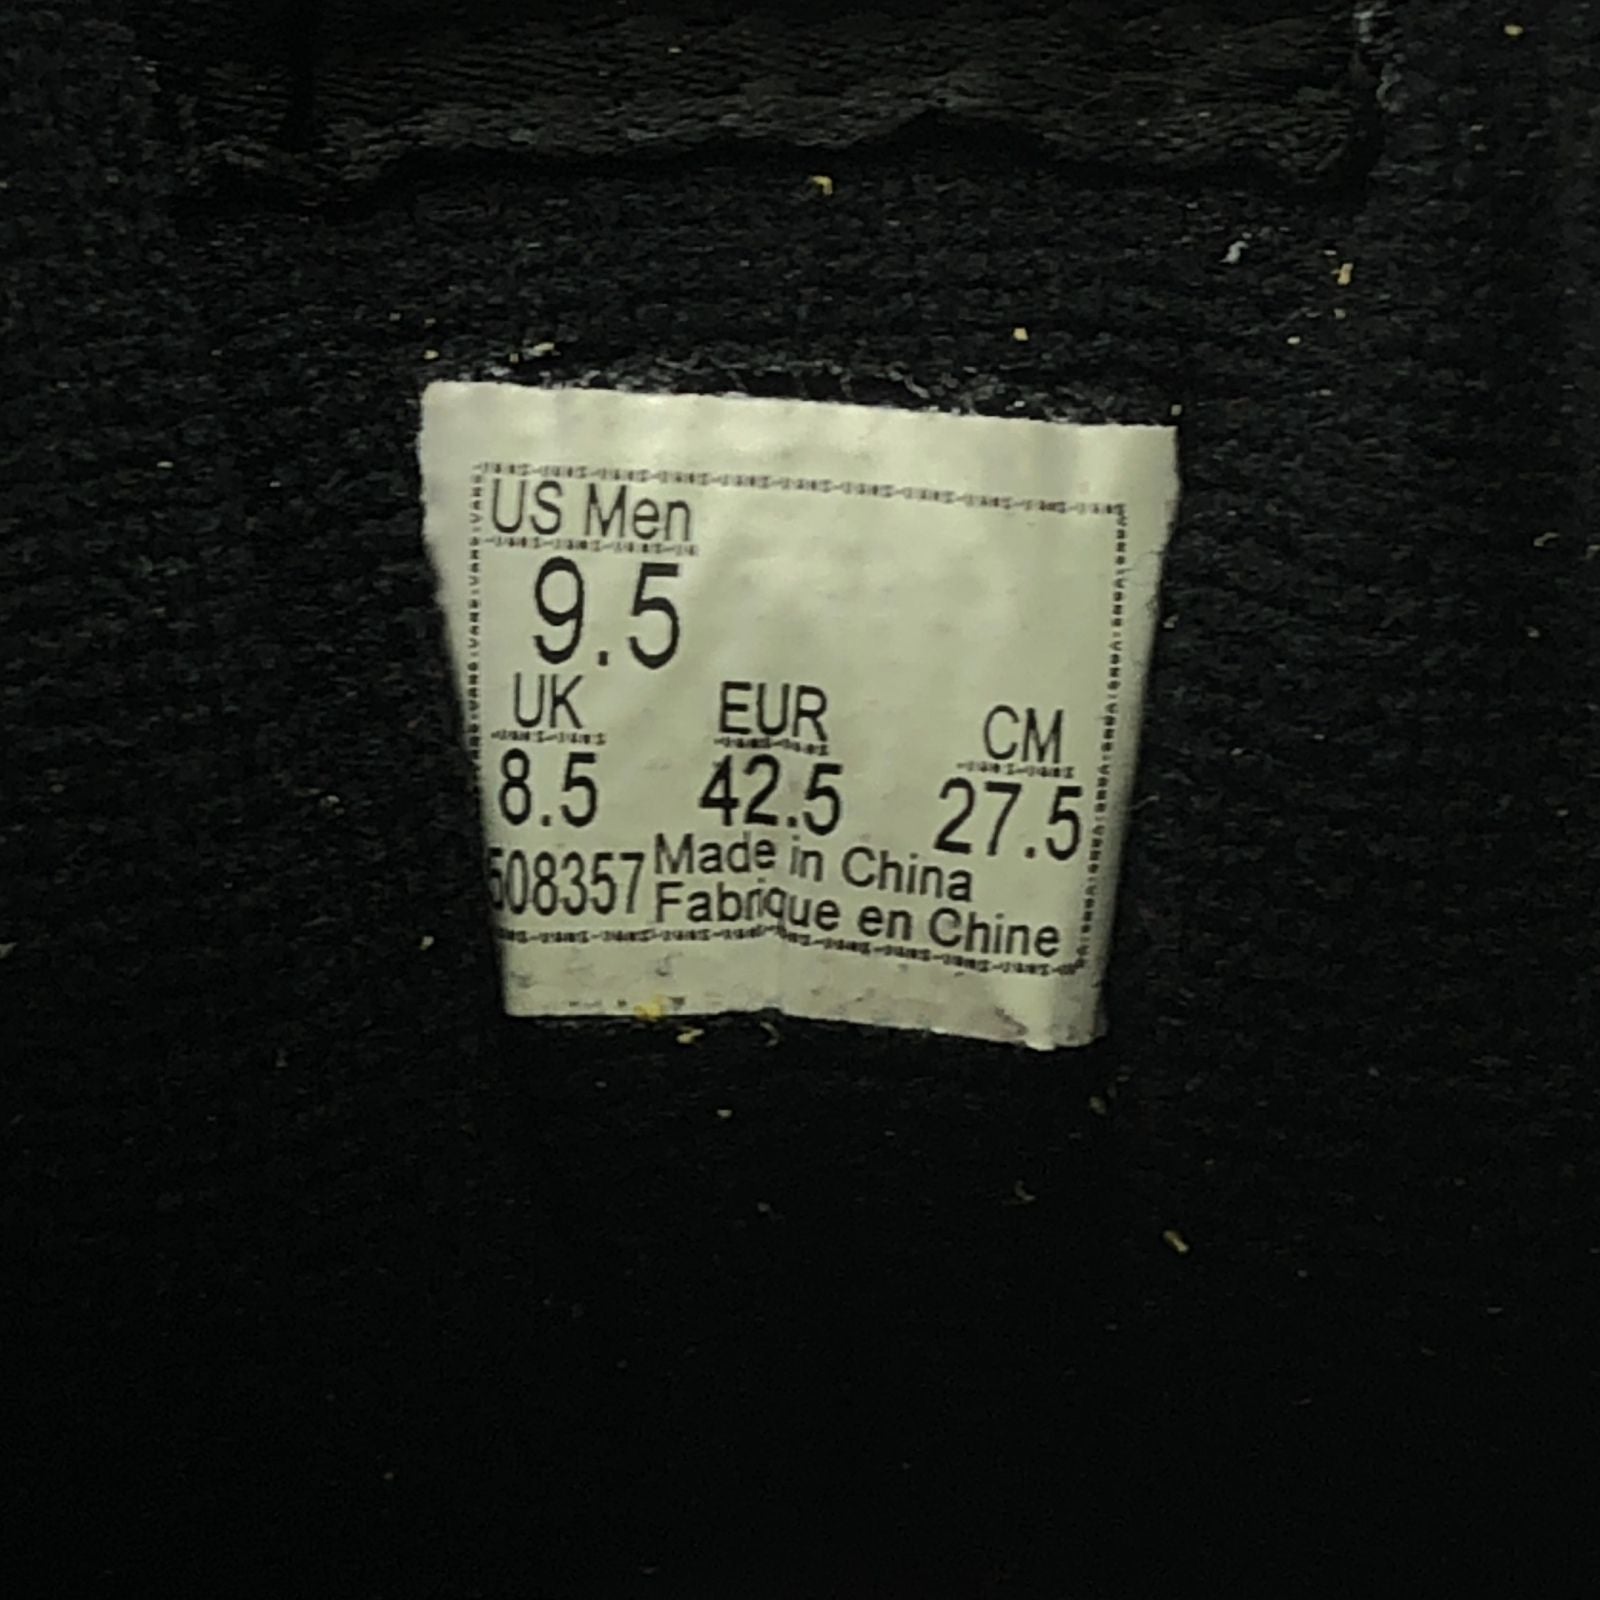 US Men
9.5
UK EUR CM
8.5 42.5 27.5
508357 Made in China
Fabrique en Chine